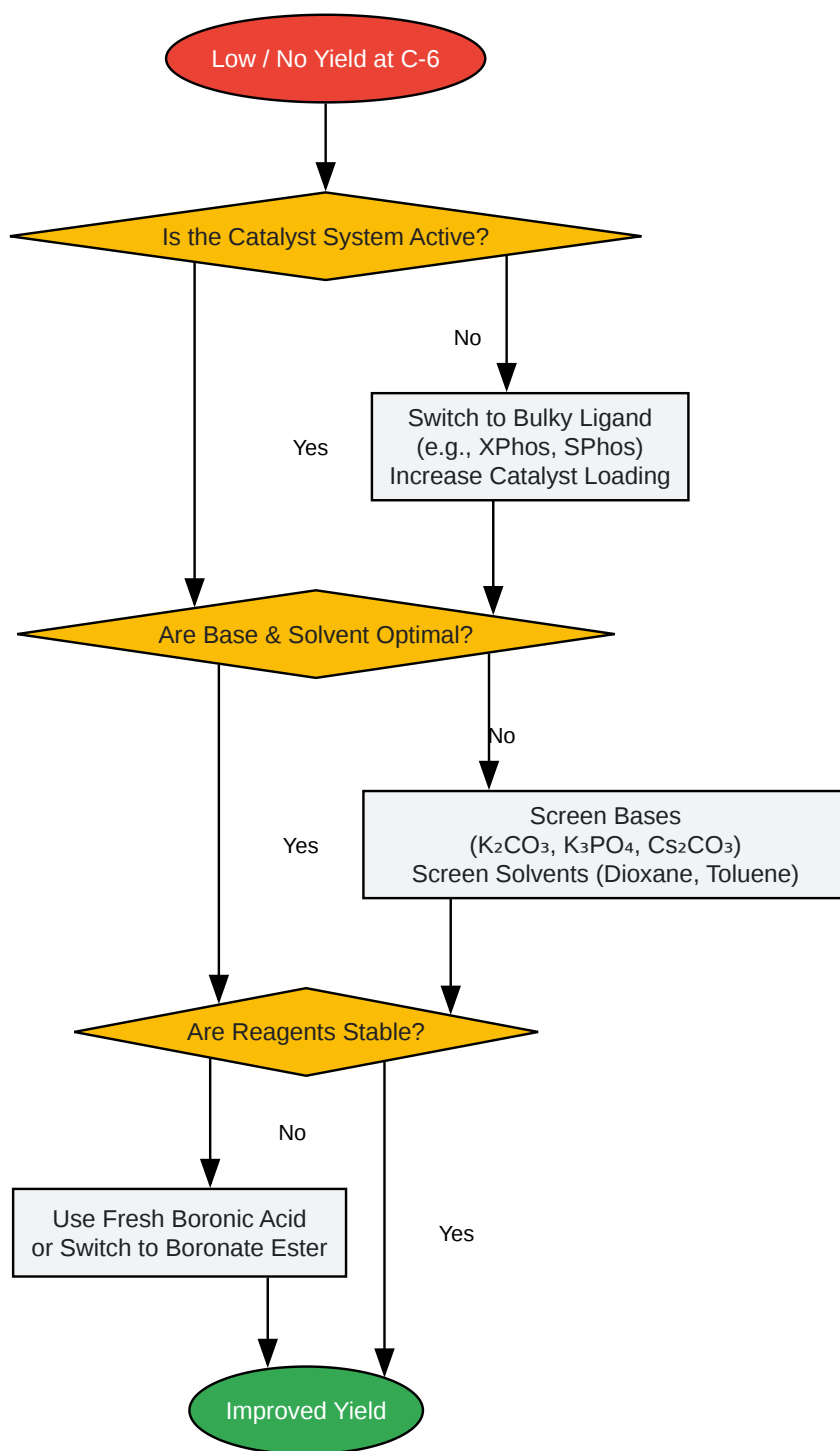 Low / No Yield at C-6
Is the Catalyst System Active?
No
Switch to Bulky Ligand
(e.g., XPhos, SPhos)
Increase Catalyst Loading
Yes
Are Base & Solvent Optimal?
No
Screen Bases
(K₂CO₃, K₃PO₄, Cs₂CO₃)
Screen Solvents (Dioxane, Toluene)
Yes
Are Reagents Stable?
No
Use Fresh Boronic Acid
or Switch to Boronate Ester
Yes
Improved Yield